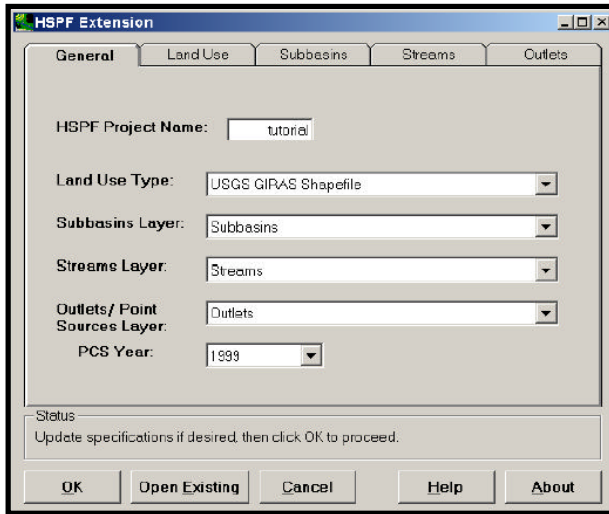 HSPF Extension
General Land Use Subbasins Streams Outlets
HSPF Project Name: tutorial
Land Use Type: USGS GIRAS Shapefile
Subbasins Layer: Subbasins
Streams Layer: Streams
Outlets/ Point
Sources Layer: Outlets
PCS Year: 1999
Status
Update specifications if desired, then click OK to proceed.
OK Open Existing Cancel Help About